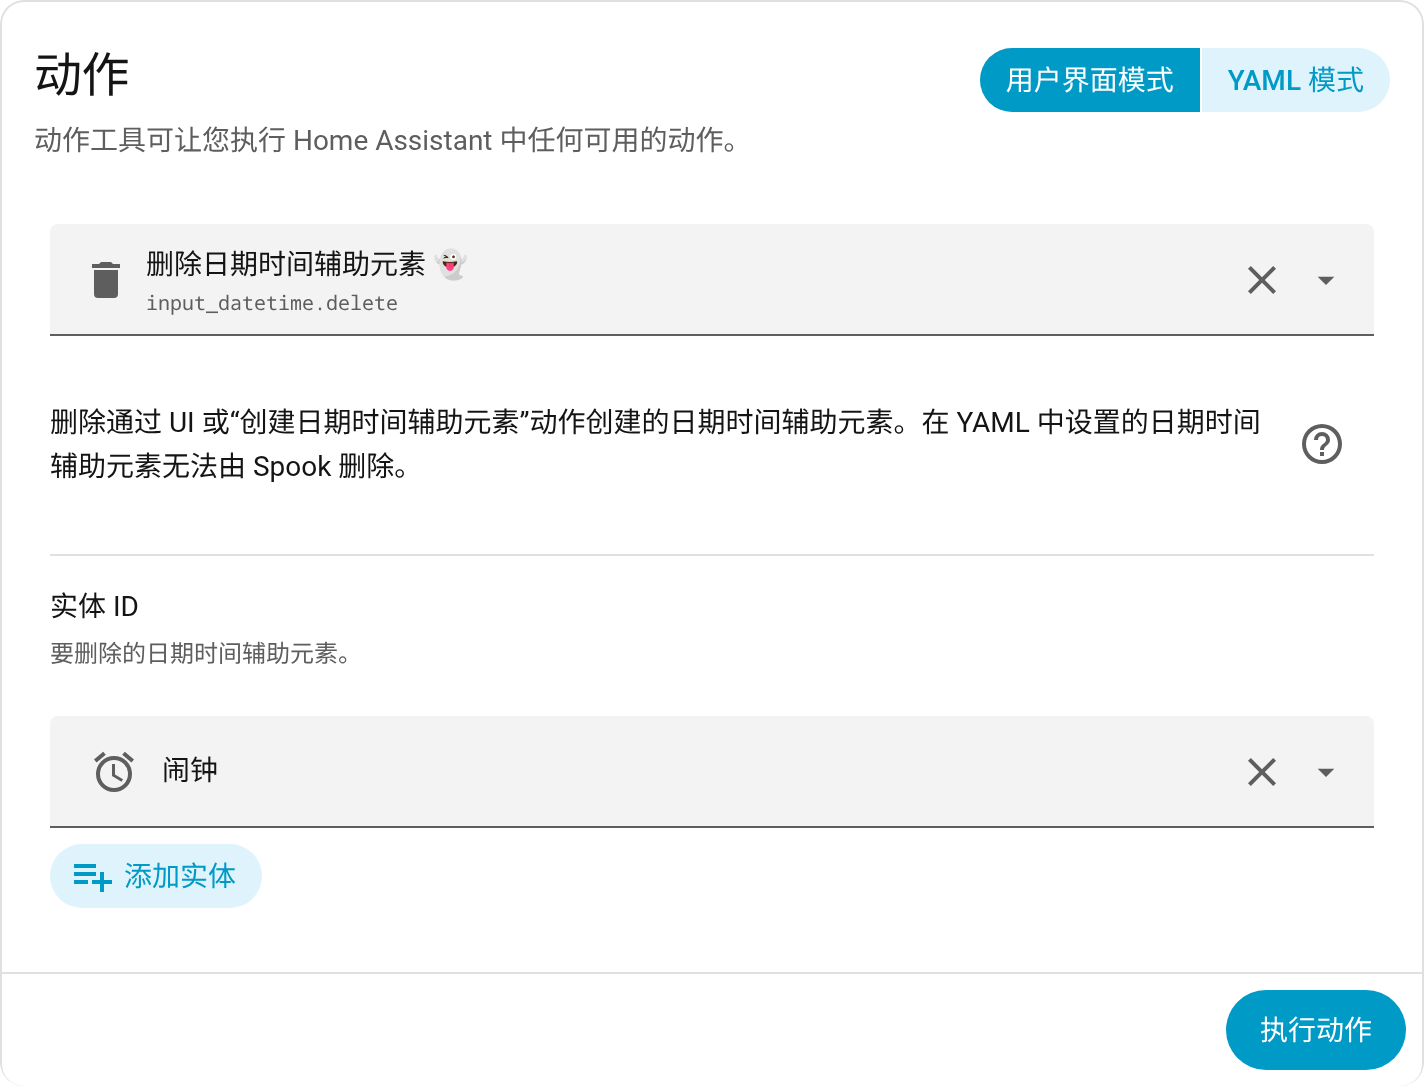 动作
用户界面模式
YAML 模式
动作工具可让您执行 Home Assistant 中任何可用的动作。
删除日期时间辅助元素 👻
input_datetime.delete
删除通过 UI 或“创建日期时间辅助元素”动作创建的日期时间辅助元素。在 YAML 中设置的日期时间
辅助元素无法由 Spook 删除。
实体 ID
要删除的日期时间辅助元素。
闹钟
添加实体
执行动作